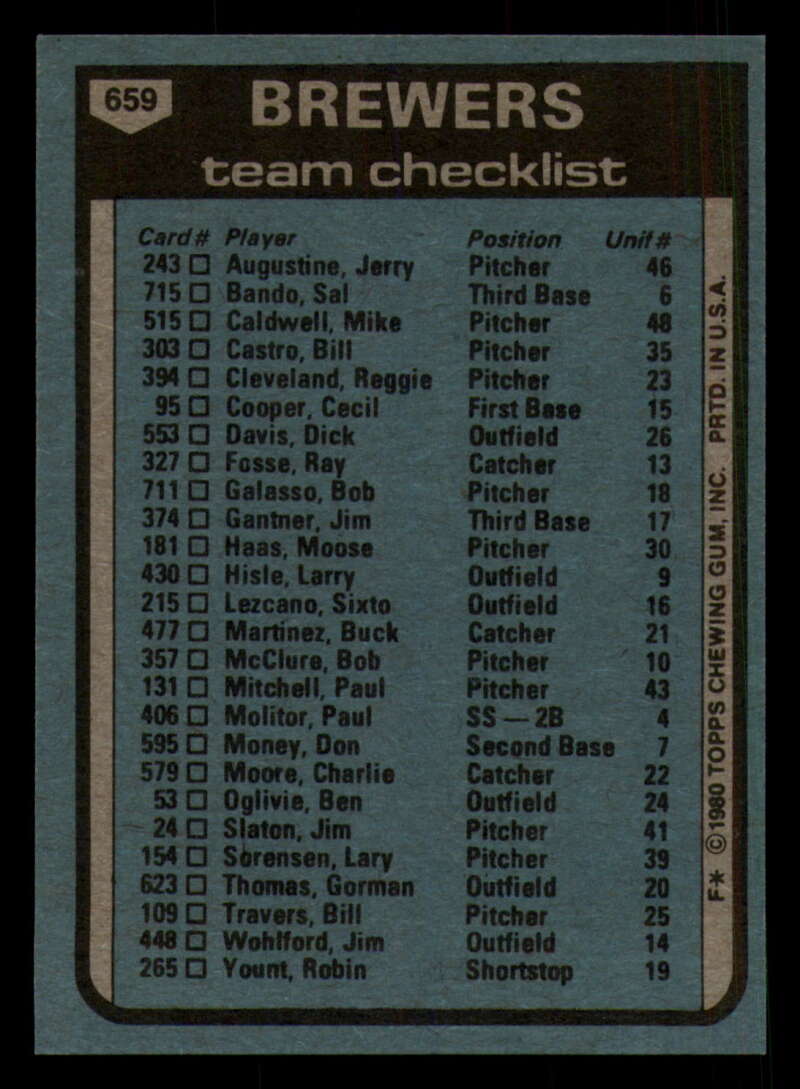 659
BREWERS
team checklist
Card# Player Position Unif#
243 ☐ Augustine, Jerry Pitcher 46
715 ☐ Bando, Sal Third Base 6
515 ☐ Caldwell, Mike Pitcher 48
303 ☐ Castro, Bill Pitcher 35
394 ☐ Cleveland, Reggie Pitcher 23
95 ☐ Cooper, Cecil First Base 15
553 ☐ Davis, Dick Outfield 26
327 ☐ Fosse, Ray Catcher 13
711 ☐ Galasso, Bob Pitcher 18
374 ☐ Gantner, Jim Third Base 17
181 ☐ Haas, Moose Pitcher 30
430 ☐ Hisle, Larry Outfield 9
215 ☐ Lezcano, Sixto Outfield 16
477 ☐ Martinez, Buck Catcher 21
357 ☐ McClure, Bob Pitcher 10
131 ☐ Mitchell, Paul Pitcher 43
406 ☐ Molitor, Paul SS — 2B 4
595 ☐ Money, Don Second Base 7
579 ☐ Moore, Charlie Catcher 22
53 ☐ Oglivie, Ben Outfield 24
24 ☐ Slaton, Jim Pitcher 41
154 ☐ Sorensen, Lary Pitcher 39
623 ☐ Thomas, Gorman Outfield 20
109 ☐ Travers, Bill Pitcher 25
448 ☐ Wohlford, Jim Outfield 14
265 ☐ Yount, Robin Shortstop 19
F* ©1980 TOPPS CHEWING GUM, INC. PRTD. IN U.S.A.